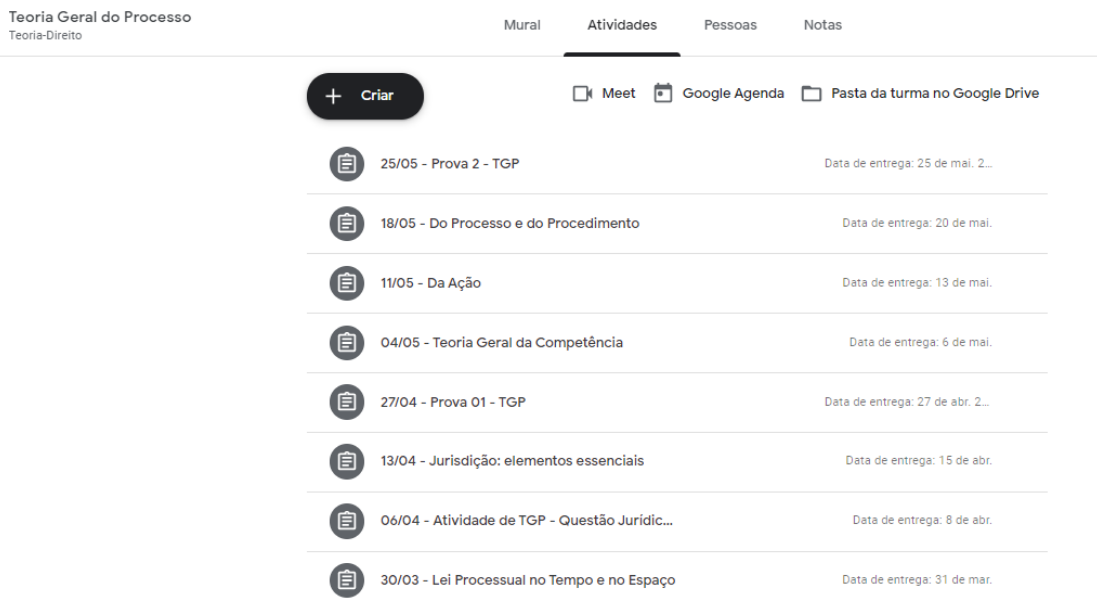 Teoria Geral do Processo
Teoria-Direito
Mural Atividades Pessoas Notas
+ Criar
Meet Google Agenda Pasta da turma no Google Drive
25/05 - Prova 2 - TGP Data de entrega: 25 de mai. 2...
18/05 - Do Processo e do Procedimento Data de entrega: 20 de mai.
11/05 - Da Ação Data de entrega: 13 de mai.
04/05 - Teoria Geral da Competência Data de entrega: 6 de mai.
27/04 - Prova 01 - TGP Data de entrega: 27 de abr. 2...
13/04 - Jurisdição: elementos essenciais Data de entrega: 15 de abr.
06/04 - Atividade de TGP - Questão Jurídic... Data de entrega: 8 de abr.
30/03 - Lei Processual no Tempo e no Espaço Data de entrega: 31 de mar.